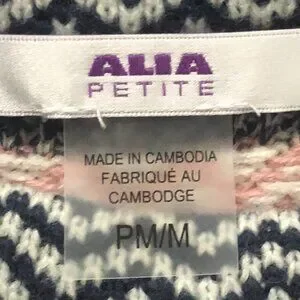 ALIA
PETITE
MADE IN CAMBODIA
FABRIQUÉ AU
CAMBODGE
PM/M